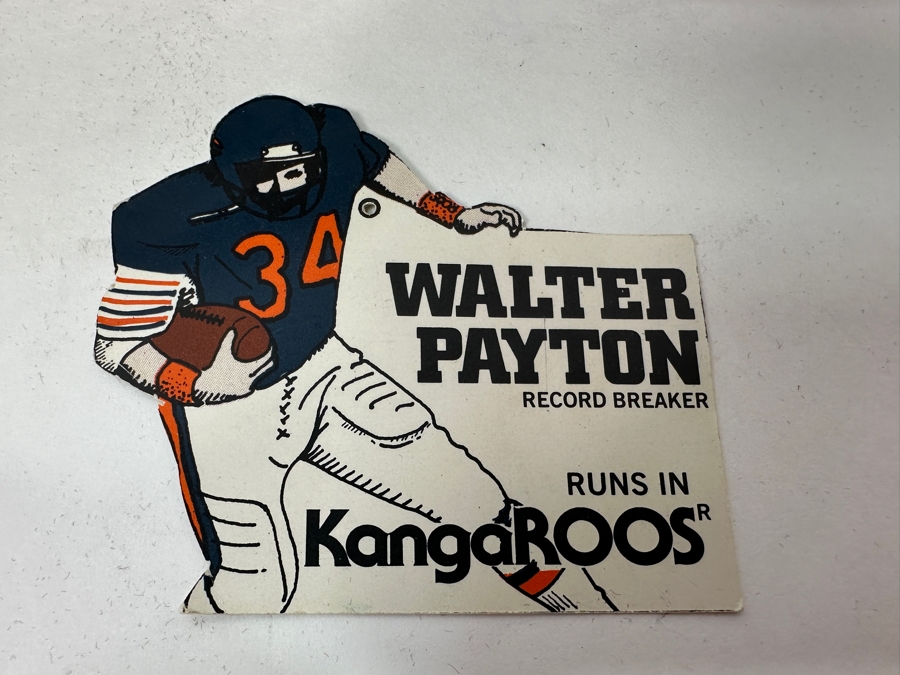 34
WALTER
PAYTON
RECORD BREAKER
RUNS IN
KangaROOS R